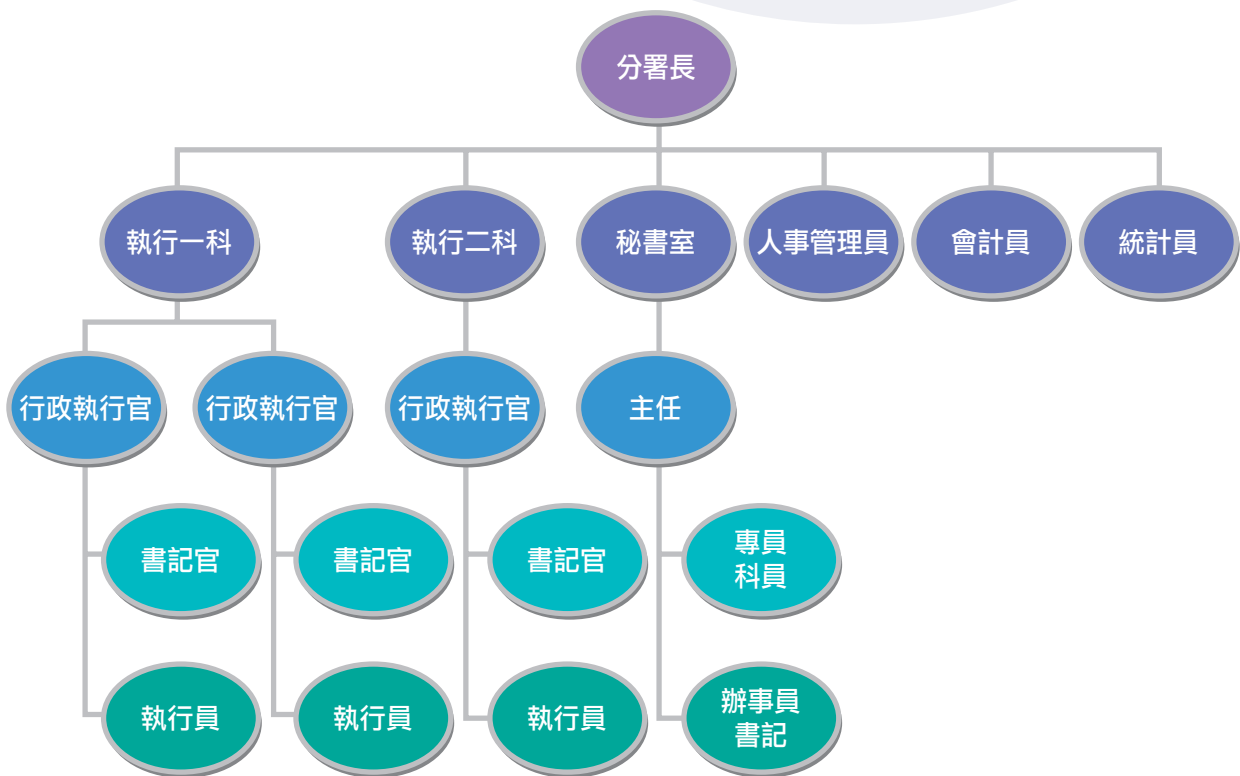 分署長
執行一科
執行二科
秘書室
人事管理員
會計員
統計員
行政執行官
行政執行官
行政執行官
主任
書記官
書記官
書記官
專員
科員
執行員
執行員
執行員
辦事員
書記